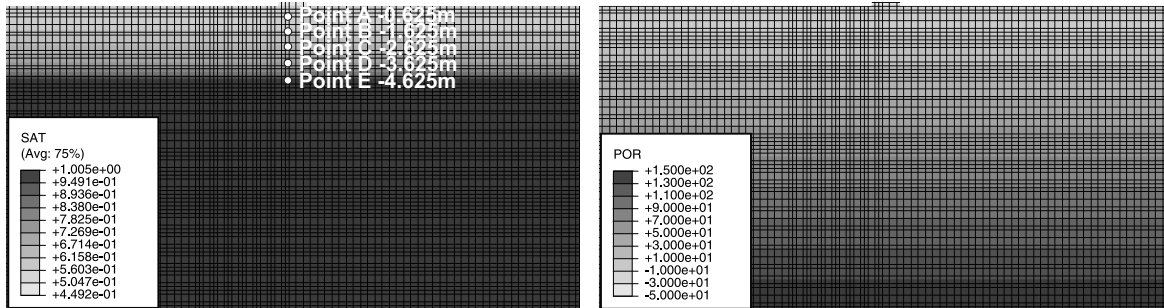 Point A -0.625m
Point B -1.625m
Point C -2.625m
Point D -3.625m
Point E -4.625m
SAT
(Avg: 75%)
+1.005e+00
+9.491e-01
+8.936e-01
+8.380e-01
+7.825e-01
+7.269e-01
+6.714e-01
+6.158e-01
+5.603e-01
+5.047e-01
+4.492e-01
POR
+1.500e+02
+1.300e+02
+1.100e+02
+9.000e+01
+7.000e+01
+5.000e+01
+3.000e+01
+1.000e+01
-1.000e+01
-3.000e+01
-5.000e+01